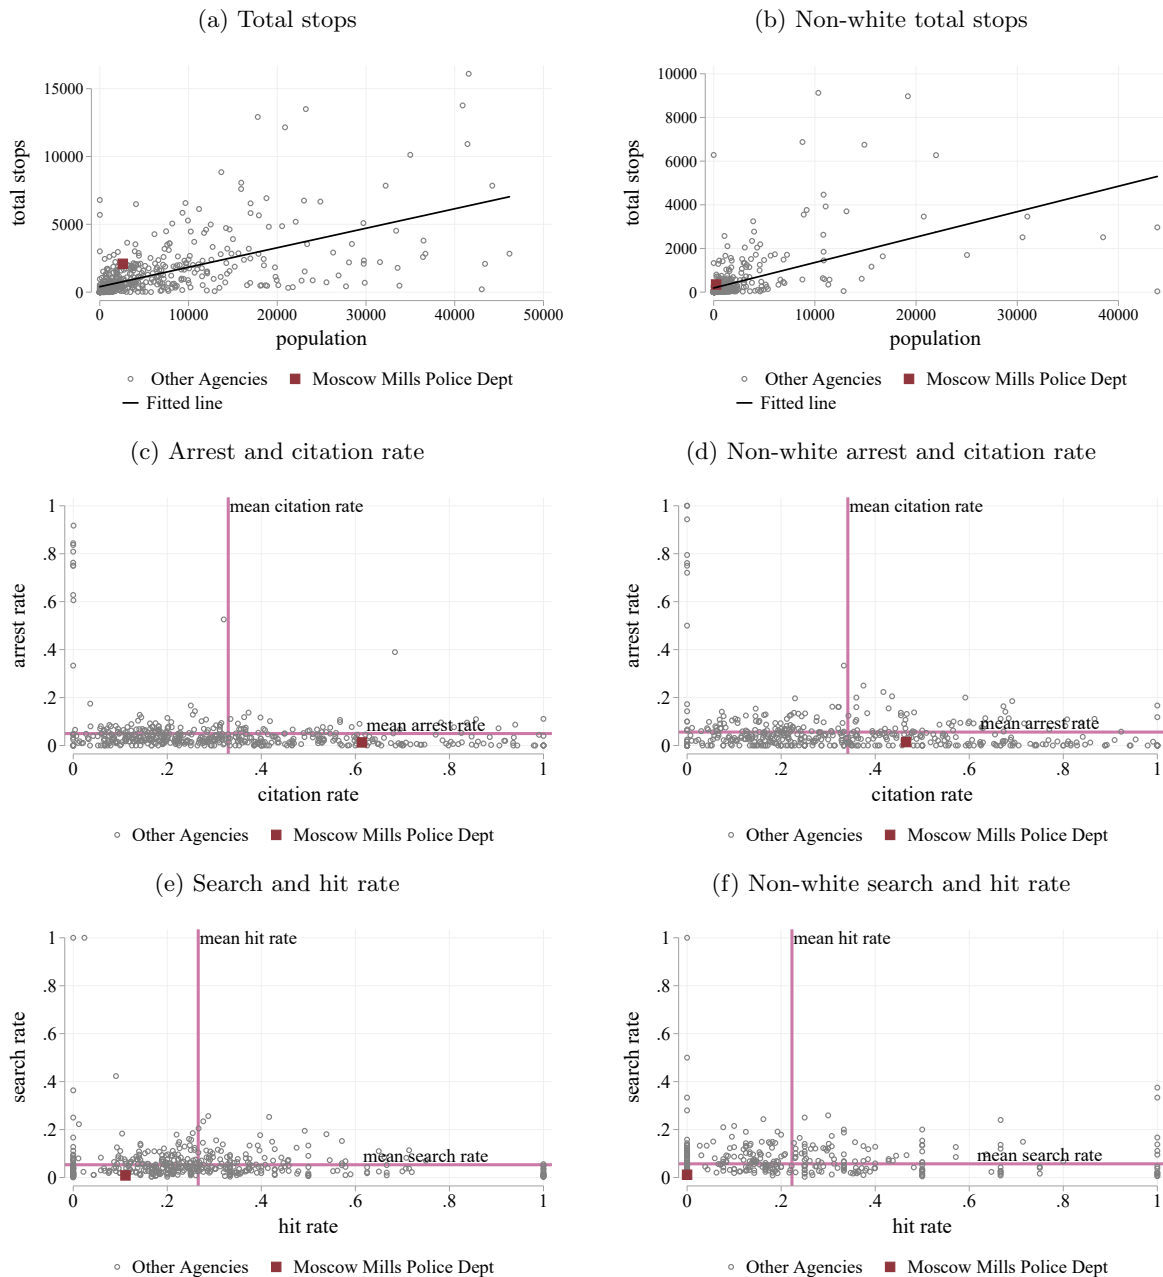 (a) Total stops
(b) Non-white total stops
total stops
15000
10000
5000
0
0 10000 20000 30000 40000 50000
population
Other Agencies Moscow Mills Police Dept
Fitted line
total stops
10000
8000
6000
4000
2000
0
0 10000 20000 30000 40000
population
Other Agencies Moscow Mills Police Dept
Fitted line
(c) Arrest and citation rate
(d) Non-white arrest and citation rate
arrest rate
1
.8
.6
.4
.2
0
mean citation rate
mean arrest rate
0 .2 .4 .6 .8 1
citation rate
Other Agencies Moscow Mills Police Dept
arrest rate
1
.8
.6
.4
.2
0
mean citation rate
mean arrest rate
0 .2 .4 .6 .8 1
citation rate
Other Agencies Moscow Mills Police Dept
(e) Search and hit rate
(f) Non-white search and hit rate
search rate
1
.8
.6
.4
.2
0
mean hit rate
mean search rate
0 .2 .4 .6 .8 1
hit rate
Other Agencies Moscow Mills Police Dept
search rate
1
.8
.6
.4
.2
0
mean hit rate
mean search rate
0 .2 .4 .6 .8 1
hit rate
Other Agencies Moscow Mills Police Dept